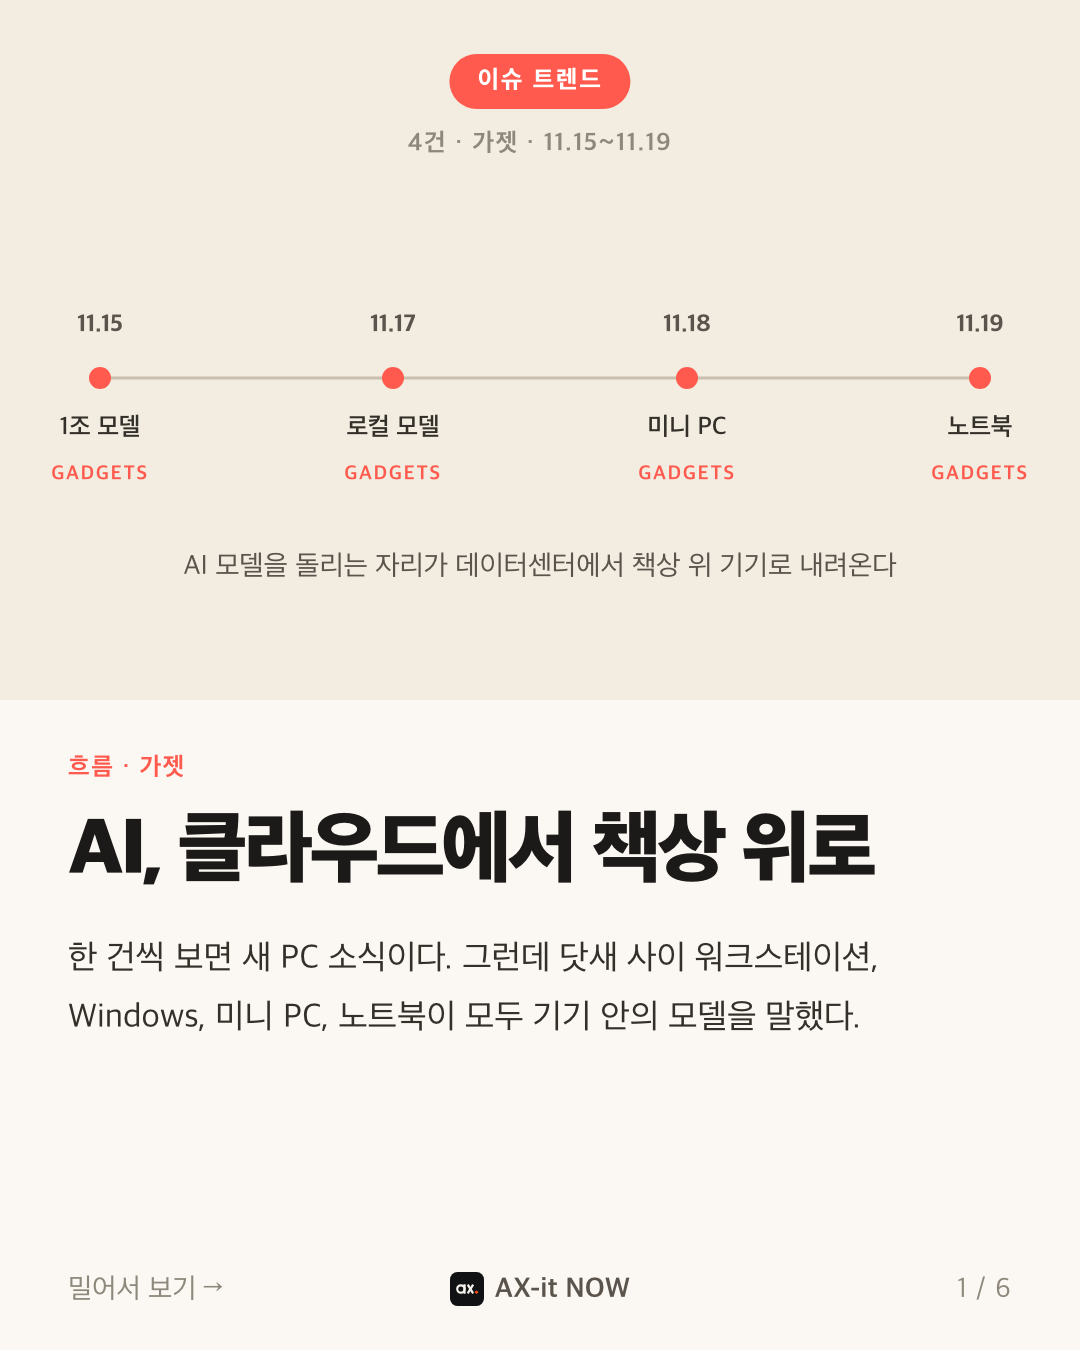 이슈 트렌드
4건 · 가젯 · 11.15~11.19
11.15 11.17 11.18 11.19
1조 모델 로컬 모델 미니 PC 노트북
GADGETS GADGETS GADGETS GADGETS
AI 모델을 돌리는 자리가 데이터센터에서 책상 위 기기로 내려온다
흐름 · 가젯
AI, 클라우드에서 책상 위로
한 건씩 보면 새 PC 소식이다. 그런데 닷새 사이 워크스테이션,
Windows, 미니 PC, 노트북이 모두 기기 안의 모델을 말했다.
밀어서 보기 → ax. AX-it NOW 1 / 6